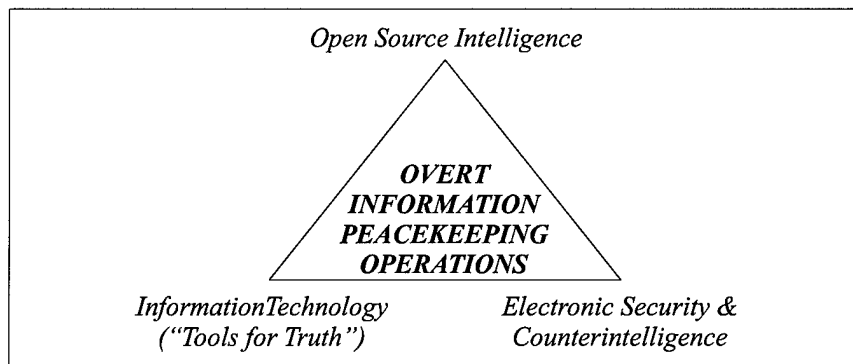 Open Source Intelligence
OVERT
INFORMATION
PEACEKEEPING
OPERATIONS
InformationTechnology
(“Tools for Truth”)
Electronic Security &
Counterintelligence